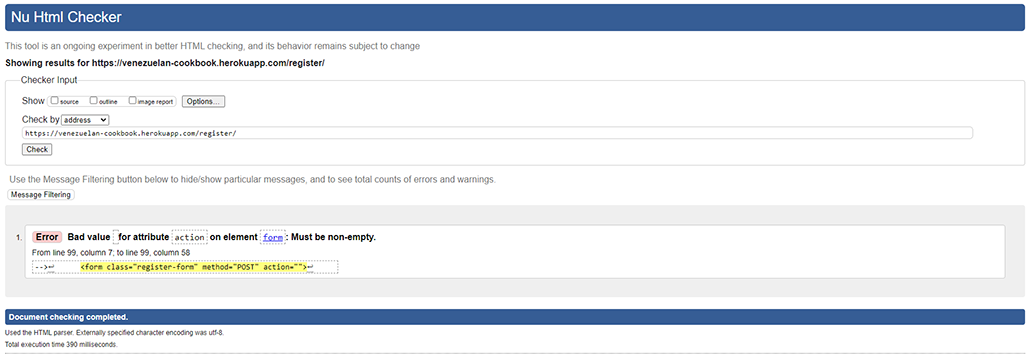 Nu Html Checker
This tool is an ongoing experiment in better HTML checking, and its behavior remains subject to change
Showing results for https://venezuelan-cookbook.herokuapp.com/register/
Checker Input
Show source outline image report Options...
Check by address
https://venezuelan-cookbook.herokuapp.com/register/
Check
Use the Message Filtering button below to hide/show particular messages, and to see total counts of errors and warnings.
Message Filtering
1. Error Bad value for attribute action on element form: Must be non-empty.
From line 99, column 7; to line 99, column 58
-->↩ <form class="register-form" method="POST" action="">↩
Document checking completed.
Used the HTML parser. Externally specified character encoding was utf-8.
Total execution time 390 milliseconds.